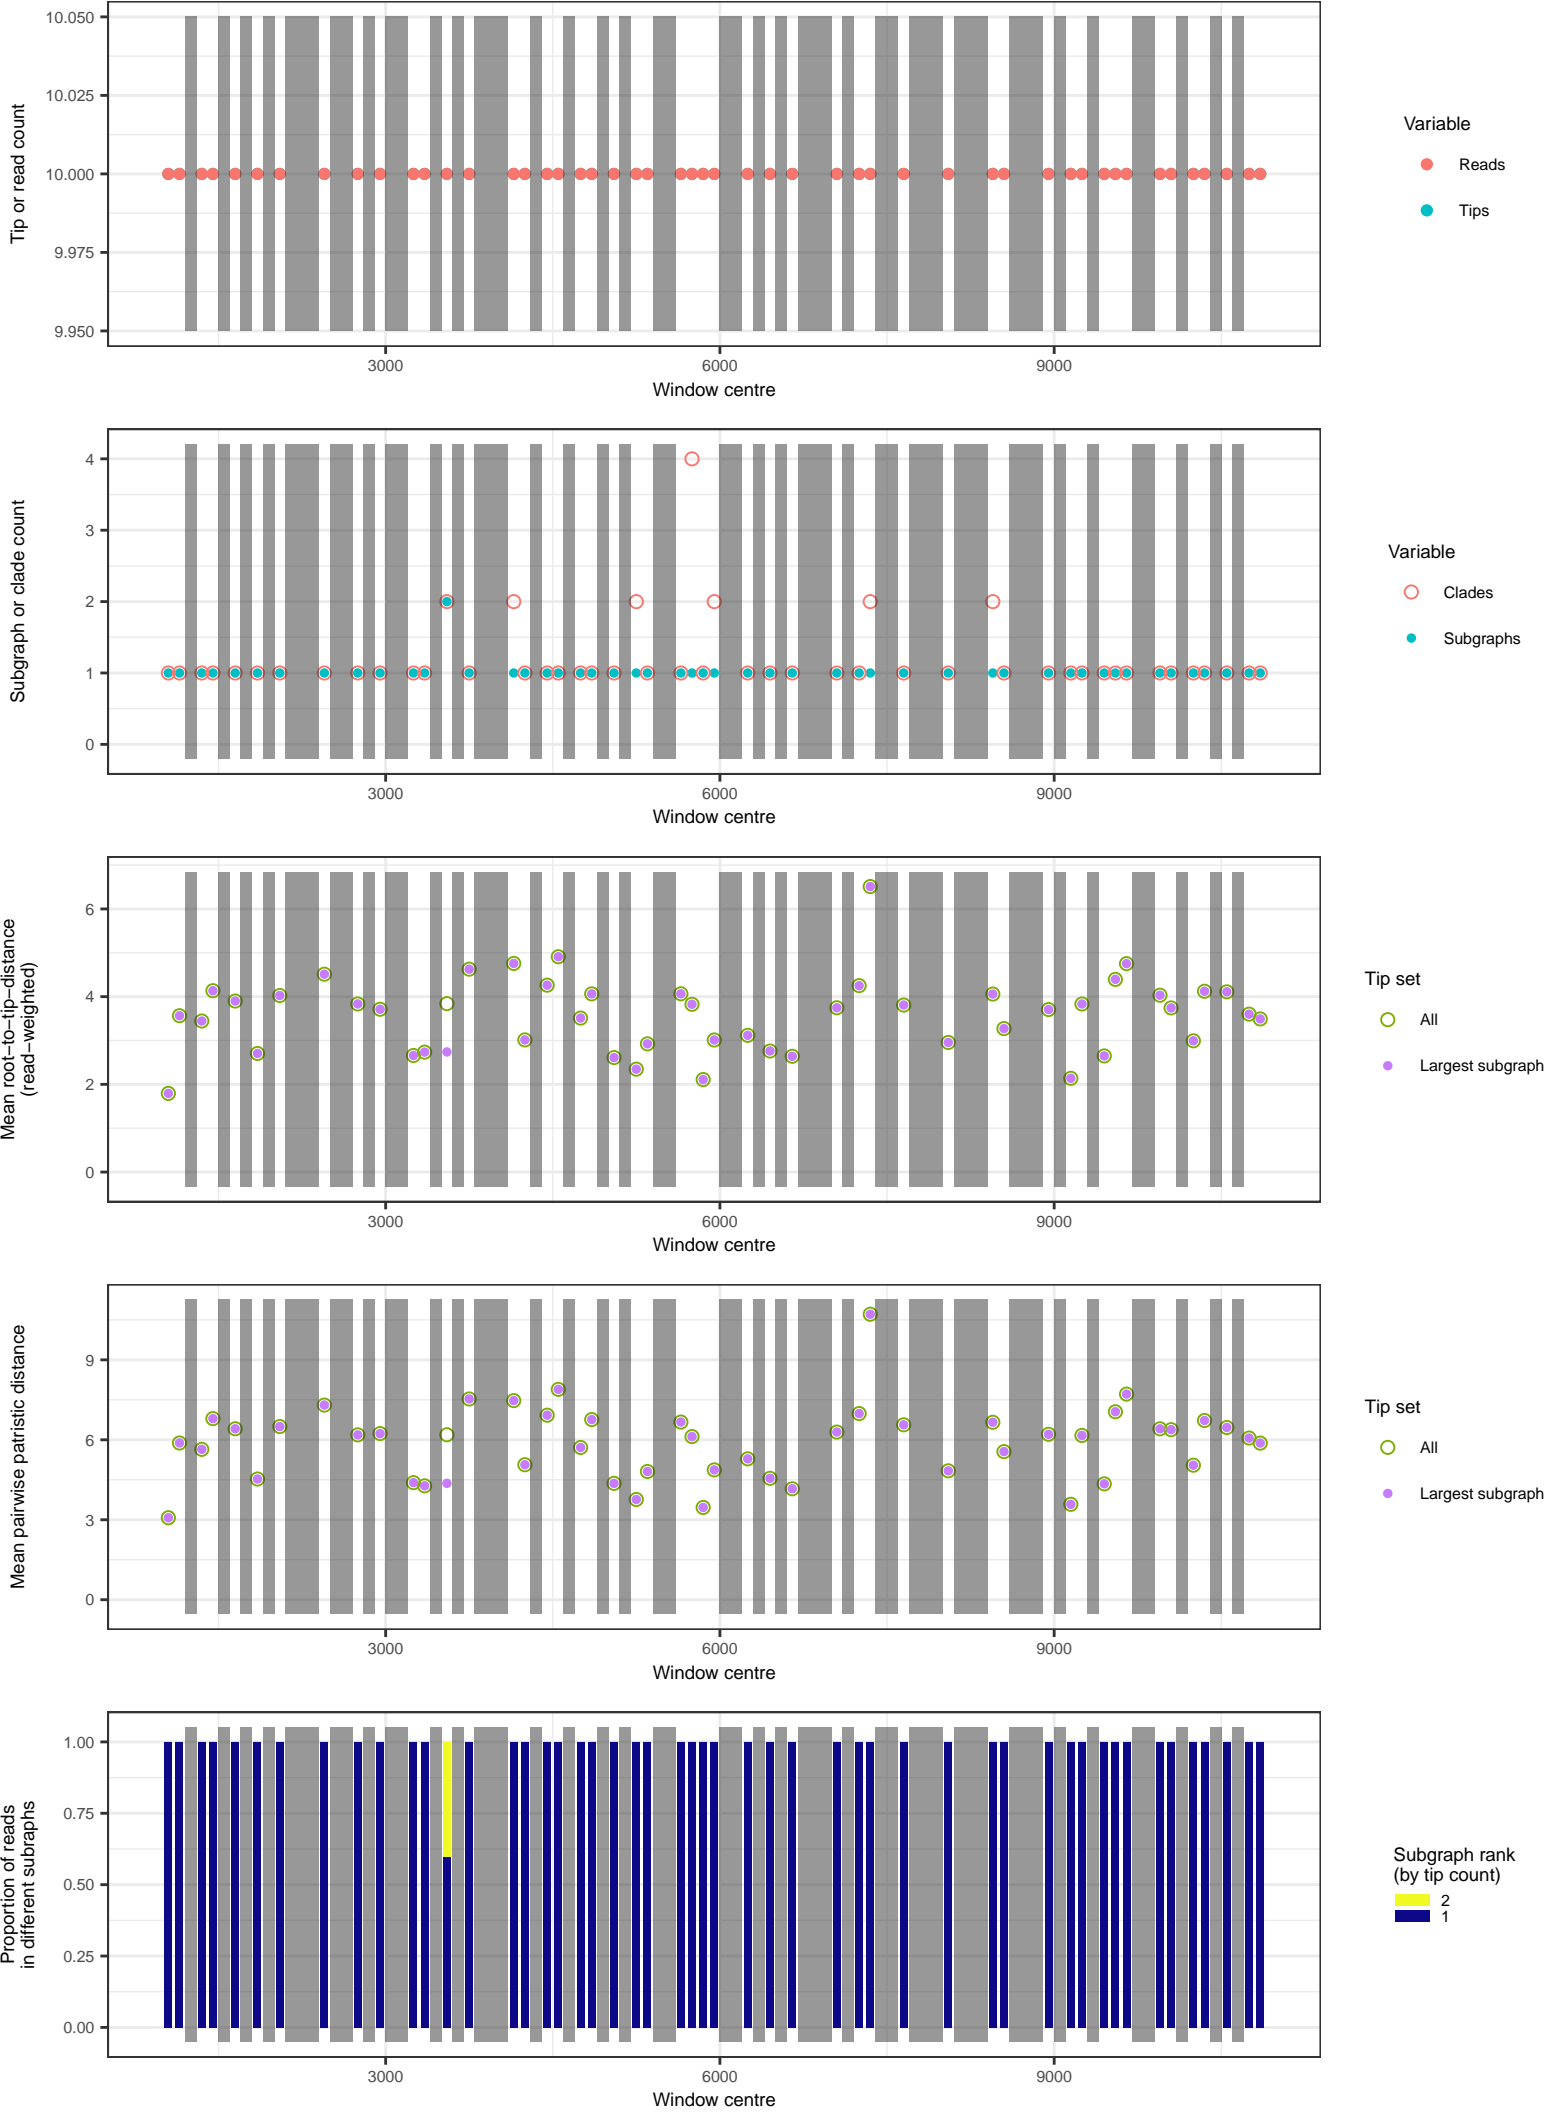 10.050
10.025
10.000
9.975
9.950
Tip or read count
3000 6000 9000
Window centre
Variable
Reads
Tips
4
3
2
1
0
Subgraph or clade count
3000 6000 9000
Window centre
Variable
Clades
Subgraphs
6
4
2
0
Mean root−to−tip−distance
(read−weighted)
3000 6000 9000
Window centre
Tip set
All
Largest subgraph
9
6
3
0
Mean pairwise patristic distance
3000 6000 9000
Window centre
Tip set
All
Largest subgraph
1.00
0.75
0.50
0.25
0.00
Proportion of reads
in different subraphs
3000 6000 9000
Window centre
Subgraph rank
(by tip count)
2
1